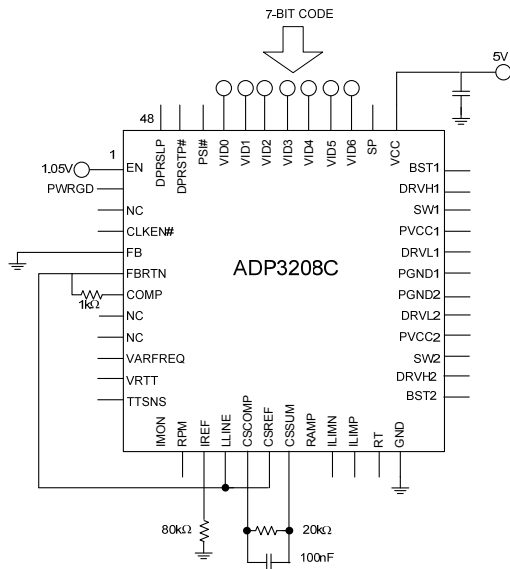 7-BIT CODE
5V
48
DPRSLP
DPRSTP#
PSI#
VID0
VID1
VID2
VID3
VID4
VID5
VID6
SP
VCC
1
1.05V
EN
PWRGD
NC
CLKEN#
FB
FBRTN
COMP
1kΩ
NC
NC
VARFREQ
VRTT
TTSNS
ADP3208C
BST1
DRVH1
SW1
PVCC1
DRVL1
PGND1
PGND2
DRVL2
PVCC2
SW2
DRVH2
BST2
IMON
RPM
IREF
LLINE
CSCOMP
CSREF
CSSUM
RAMP
ILIMN
ILIMP
RT
GND
80kΩ
20kΩ
100nF